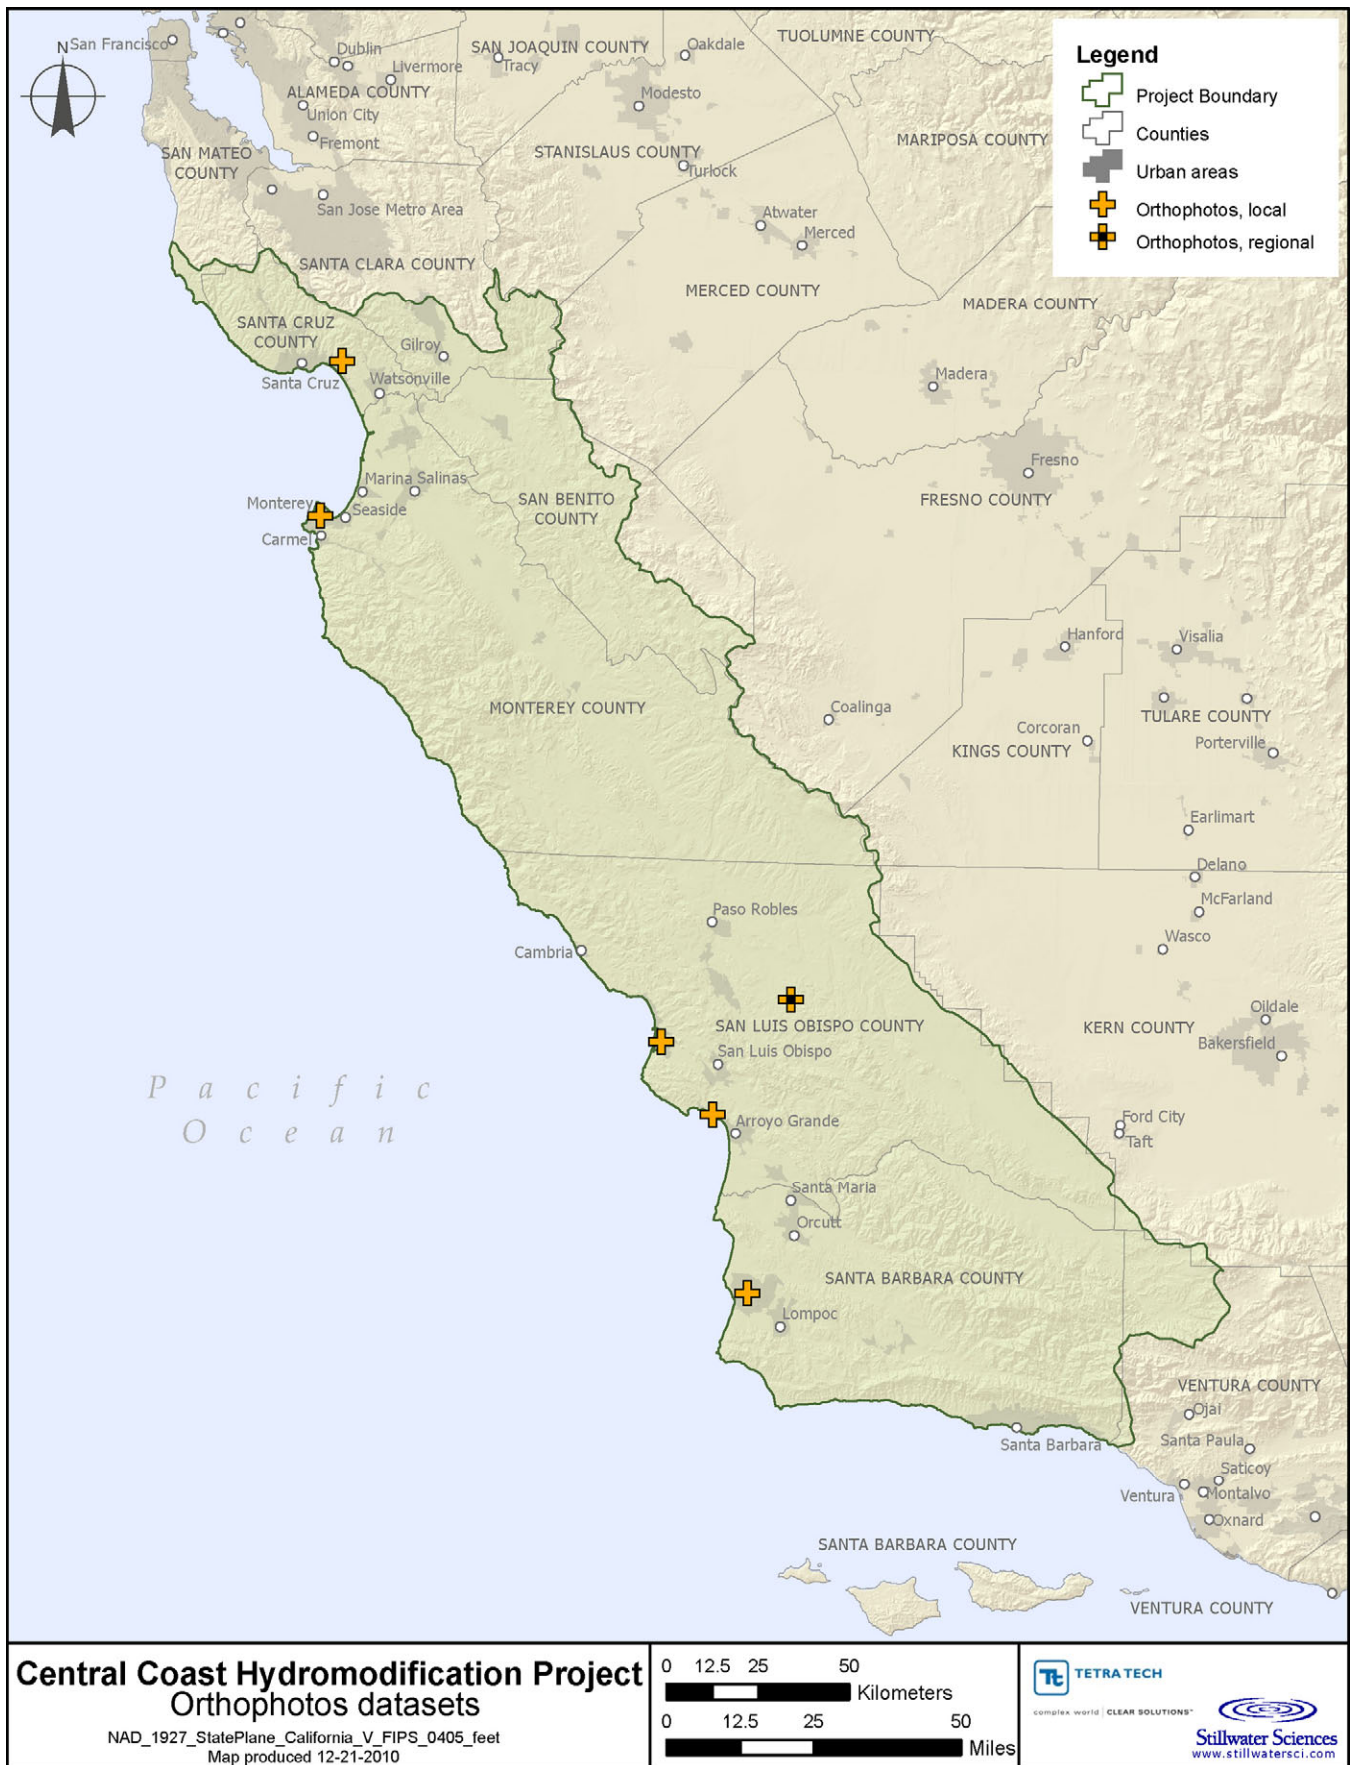 N
San Francisco
Dublin
Livermore
ALAMEDA COUNTY
Union City
Fremont
SAN MATEO
COUNTY
San Jose Metro Area
SANTA CLARA COUNTY
SAN JOAQUIN COUNTY
Tracy
Oakdale
TUOLUMNE COUNTY
Modesto
STANISLAUS COUNTY
Turlock
MARIPOSA COUNTY
Atwater
Merced
MERCED COUNTY
MADERA COUNTY
Madera
Legend
Project Boundary
Counties
Urban areas
Orthophotos, local
Orthophotos, regional
SANTA CRUZ
COUNTY
Gilroy
Santa Cruz
Watsonville
Marina
Salinas
Monterey
Seaside
Carmel
SAN BENITO
COUNTY
Fresno
FRESNO COUNTY
Hanford
Visalia
MONTEREY COUNTY
Coalinga
Corcoran
KINGS COUNTY
TULARE COUNTY
Porterville
Earlimart
Delano
McFarland
Wasco
Paso Robles
Cambria
SAN LUIS OBISPO COUNTY
San Luis Obispo
KERN COUNTY
Oildale
Bakersfield
Pacific
Ocean
Arroyo Grande
Ford City
Taft
Santa Maria
Orcutt
SANTA BARBARA COUNTY
Lompoc
VENTURA COUNTY
Ojai
Santa Barbara
Santa Paula
Saticoy
Ventura
Montalvo
Oxnard
SANTA BARBARA COUNTY
VENTURA COUNTY
Central Coast Hydromodification Project
Orthophotos datasets
NAD_1927_StatePlane_California_V_FIPS_0405_feet
Map produced 12-21-2010
0 12.5 25 50
Kilometers
0 12.5 25 50
Miles
Tt TETRA TECH
complex world | CLEAR SOLUTIONS™
Stillwater Sciences
www.stillwatersci.com